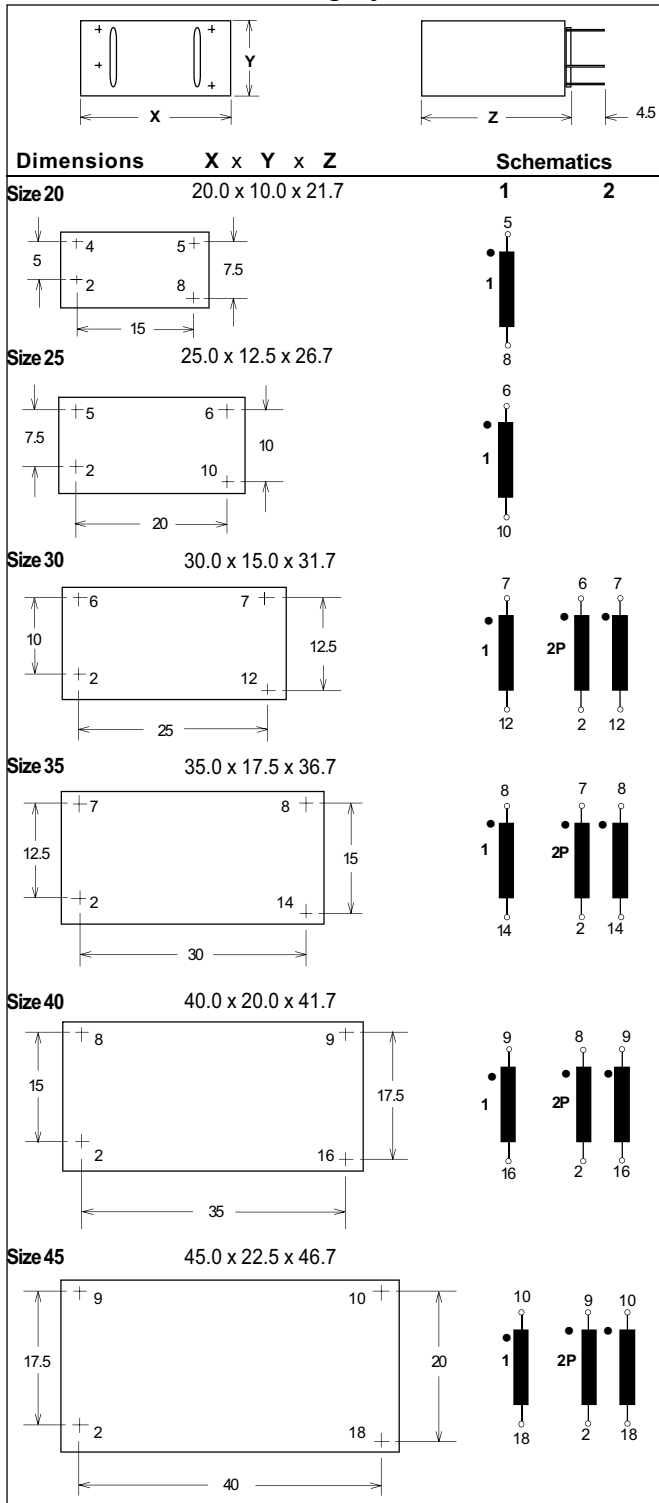 Y
X
Z
4.5
Dimensions X x Y x Z Schematics
Size 20 20.0 x 10.0 x 21.7 1 2
5
4 5
5 7.5
2 8
1
15
8
Size 25 25.0 x 12.5 x 26.7
6
5 6
7.5 10
2 10
1
20
10
Size 30 30.0 x 15.0 x 31.7
7 6 7
6 7
10 12.5
2 12
1 2P
25
12 2 12
Size 35 35.0 x 17.5 x 36.7
8 7 8
7 8
12.5 15
2 14
1 2P
30
14 2 14
Size 40 40.0 x 20.0 x 41.7
9 8 9
8 9
15 17.5
2 16
1 2P
35
16 2 16
Size 45 45.0 x 22.5 x 46.7
10 9 10
9 10
17.5 20
2 18
1 2P
40
18 2 18